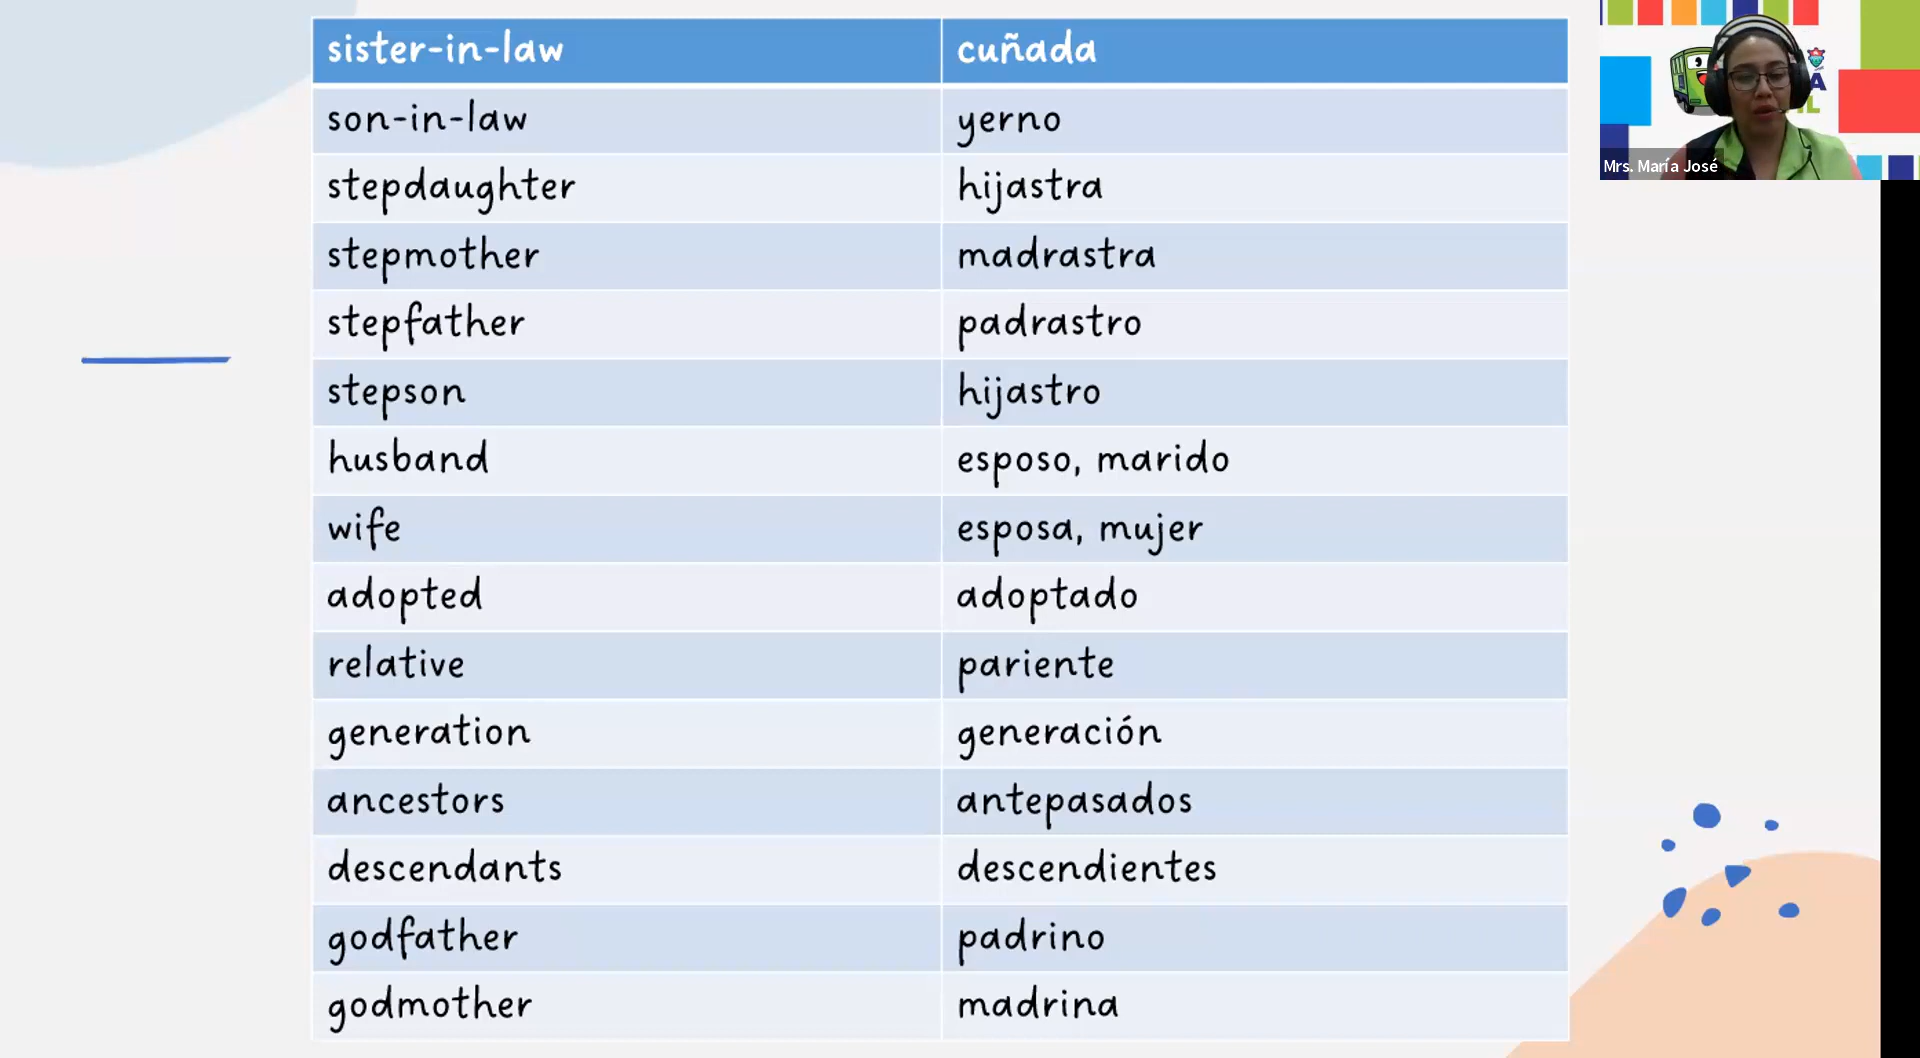 sister-in-law cuñada
son-in-law yerno
stepdaughter hijastra
stepmother madrastra
stepfather padrastro
stepson hijastro
husband esposo, marido
wife esposa, mujer
adopted adoptado
relative pariente
generation generación
ancestors antepasados
descendants descendientes
godfather padrino
godmother madrina
Mrs. María José